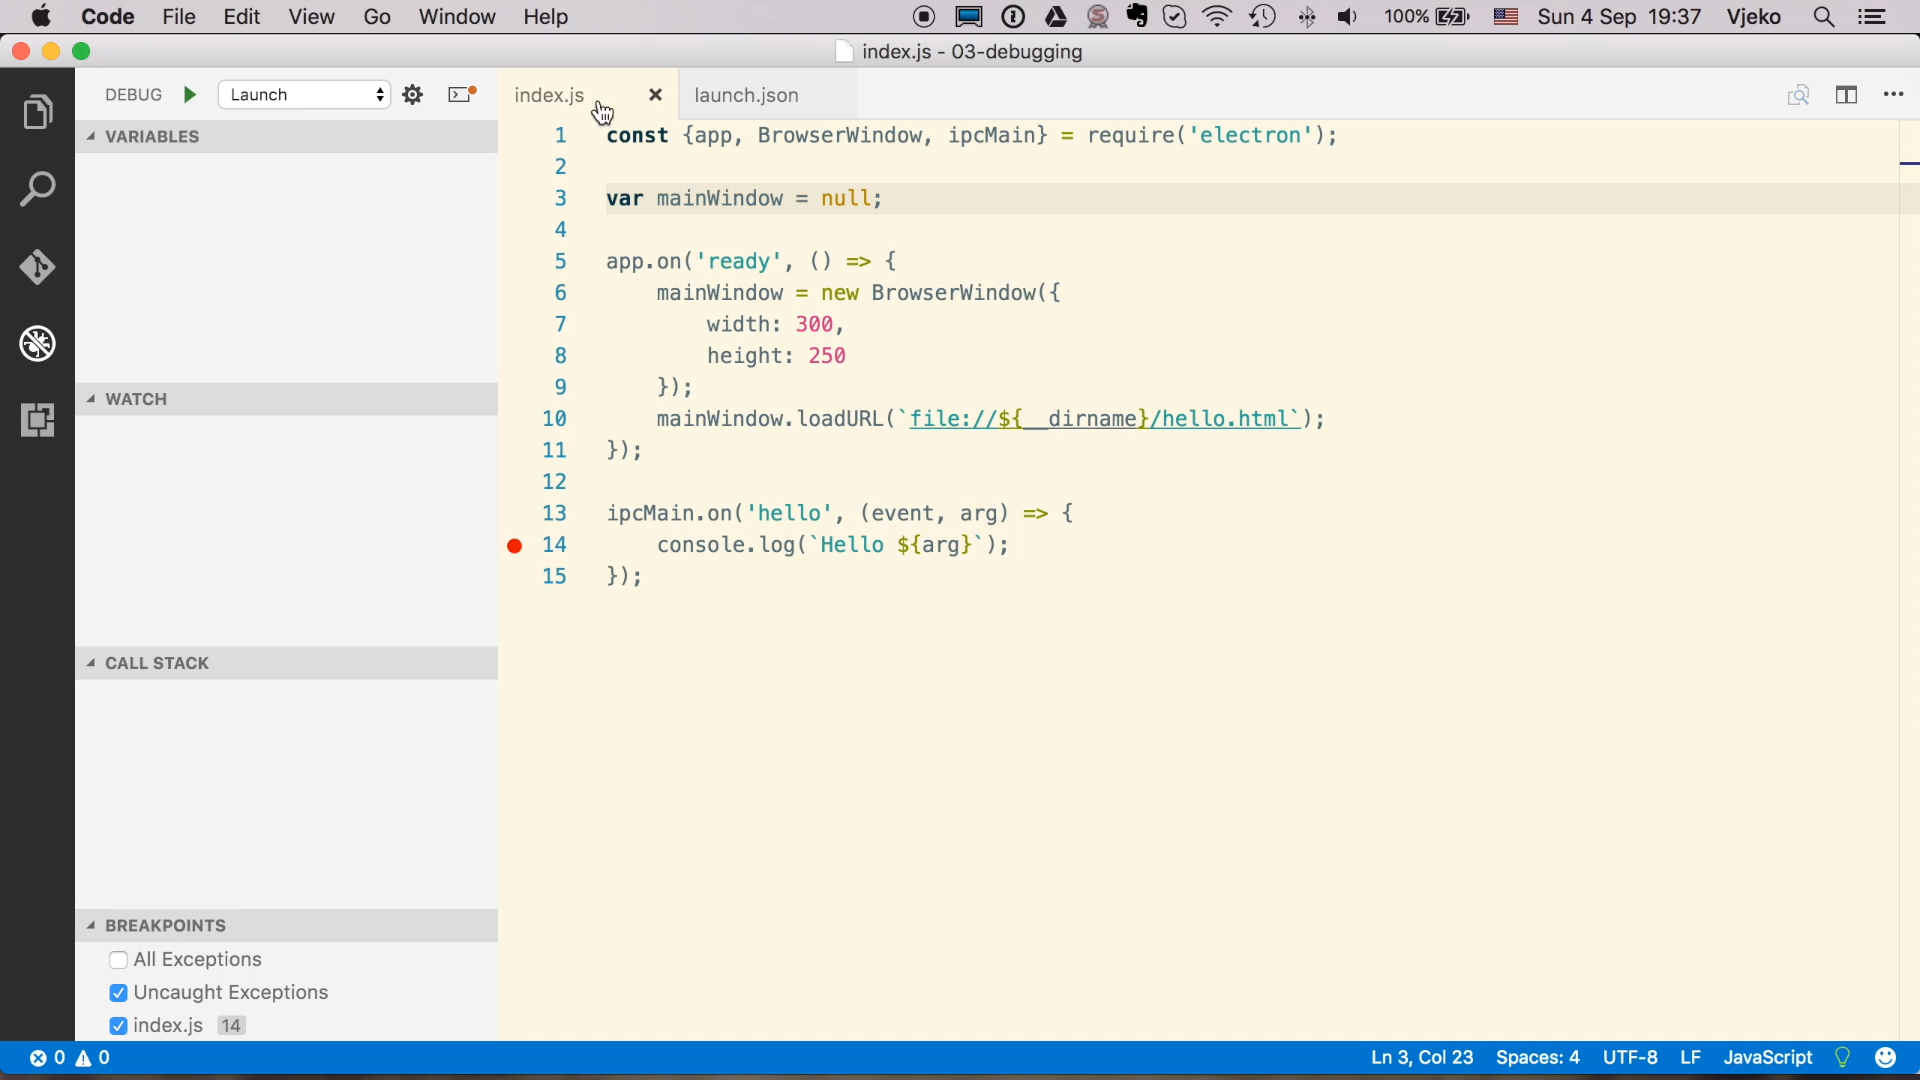 Code File Edit View Go Window Help 100% Sun 4 Sep 19:37 Vjeko
index.js - 03-debugging
DEBUG Launch
index.js launch.json
VARIABLES
WATCH
CALL STACK
BREAKPOINTS
All Exceptions
Uncaught Exceptions
index.js 14
1 const {app, BrowserWindow, ipcMain} = require('electron');
2
3 var mainWindow = null;
4
5 app.on('ready', () => {
6 mainWindow = new BrowserWindow({
7 width: 300,
8 height: 250
9 });
10 mainWindow.loadURL(`file://${__dirname}/hello.html`);
11 });
12
13 ipcMain.on('hello', (event, arg) => {
14 console.log(`Hello ${arg}`);
15 });
0 0 Ln 3, Col 23 Spaces: 4 UTF-8 LF JavaScript